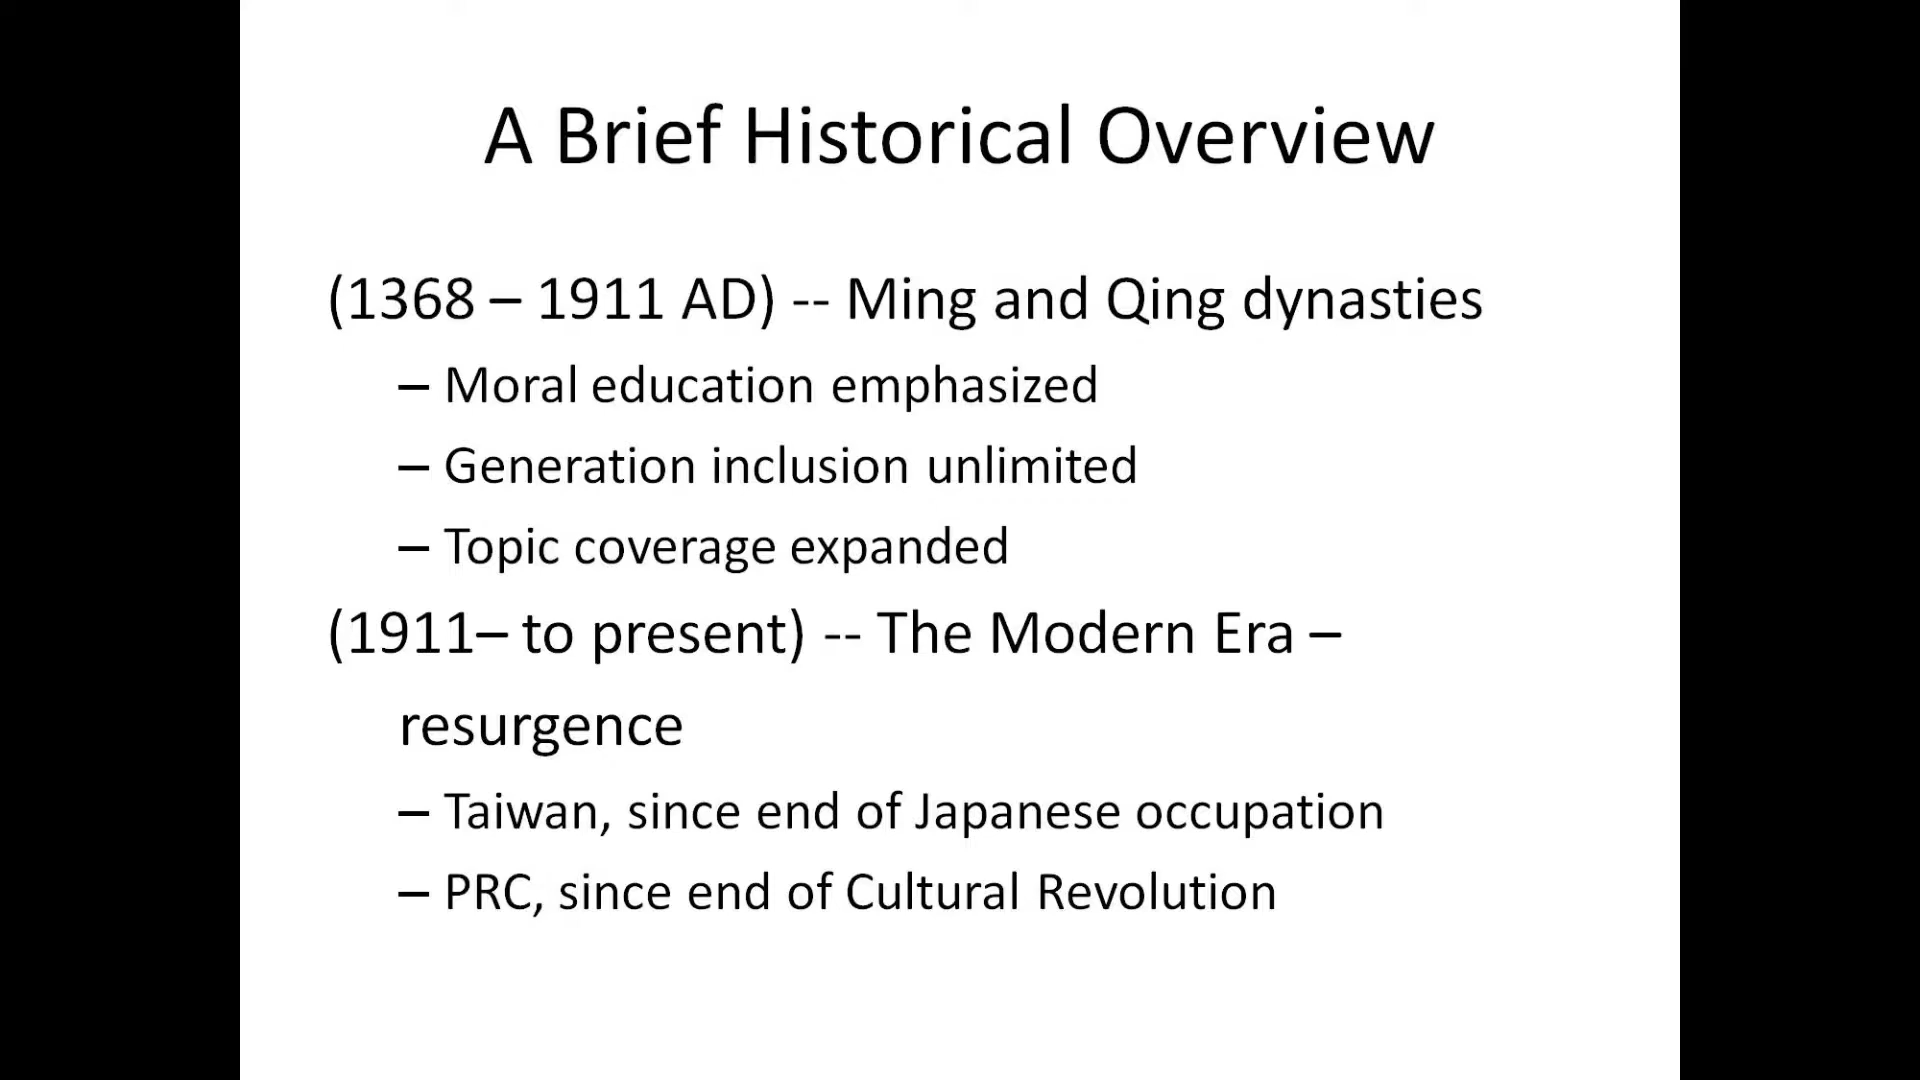 A Brief Historical Overview
(1368 – 1911 AD) -- Ming and Qing dynasties
– Moral education emphasized
– Generation inclusion unlimited
– Topic coverage expanded
(1911– to present) -- The Modern Era –
resurgence
– Taiwan, since end of Japanese occupation
– PRC, since end of Cultural Revolution